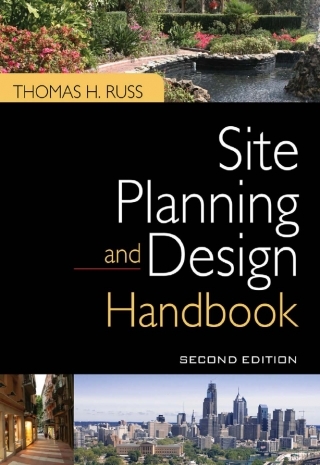 THOMAS H. RUSS
Site
Planning
and Design
Handbook
SECOND EDITION